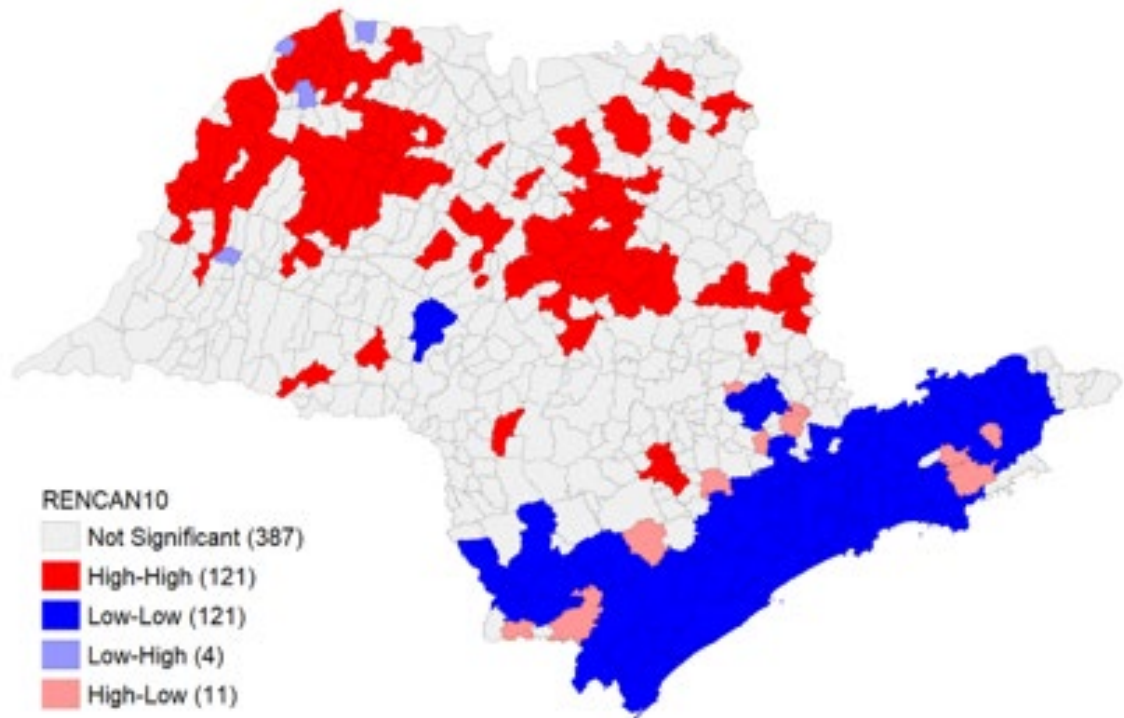 RENCAN10
Not Significant (387)
High-High (121)
Low-Low (121)
Low-High (4)
High-Low (11)